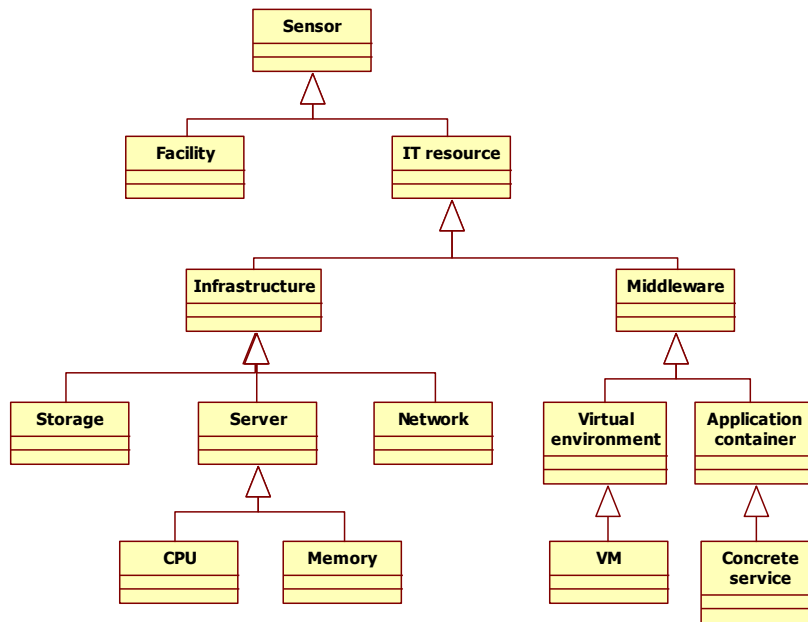 Sensor
Facility
IT resource
Infrastructure
Middleware
Storage
Server
Network
Virtual
environment
Application
container
CPU
Memory
VM
Concrete
service